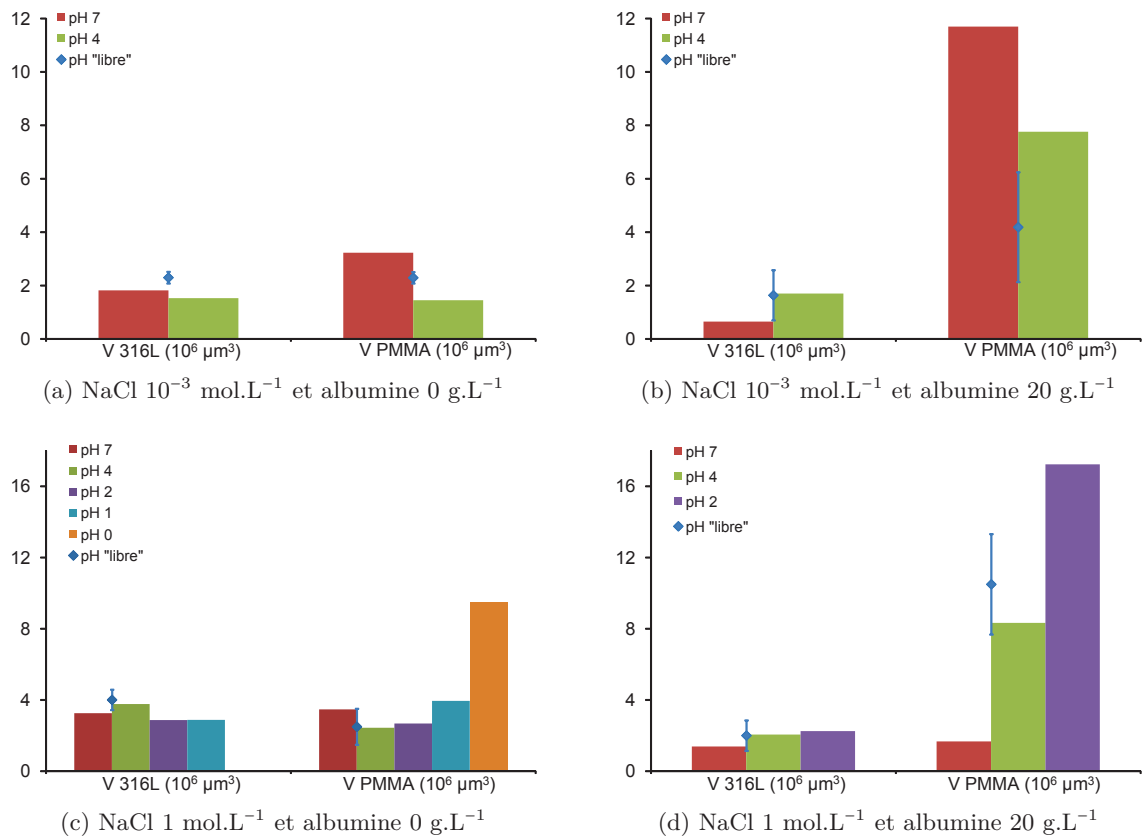 12
10
8
6
4
2
0
pH 7
pH 4
pH "libre"
V 316L (10⁶ µm³)
V PMMA (10⁶ µm³)
(a) NaCl 10⁻³ mol.L⁻¹ et albumine 0 g.L⁻¹
12
10
8
6
4
2
0
pH 7
pH 4
pH "libre"
V 316L (10⁶ µm³)
V PMMA (10⁶ µm³)
(b) NaCl 10⁻³ mol.L⁻¹ et albumine 20 g.L⁻¹
16
12
8
4
0
pH 7
pH 4
pH 2
pH 1
pH 0
pH "libre"
V 316L (10⁶ µm³)
V PMMA (10⁶ µm³)
(c) NaCl 1 mol.L⁻¹ et albumine 0 g.L⁻¹
16
12
8
4
0
pH 7
pH 4
pH 2
pH "libre"
V 316L (10⁶ µm³)
V PMMA (10⁶ µm³)
(d) NaCl 1 mol.L⁻¹ et albumine 20 g.L⁻¹